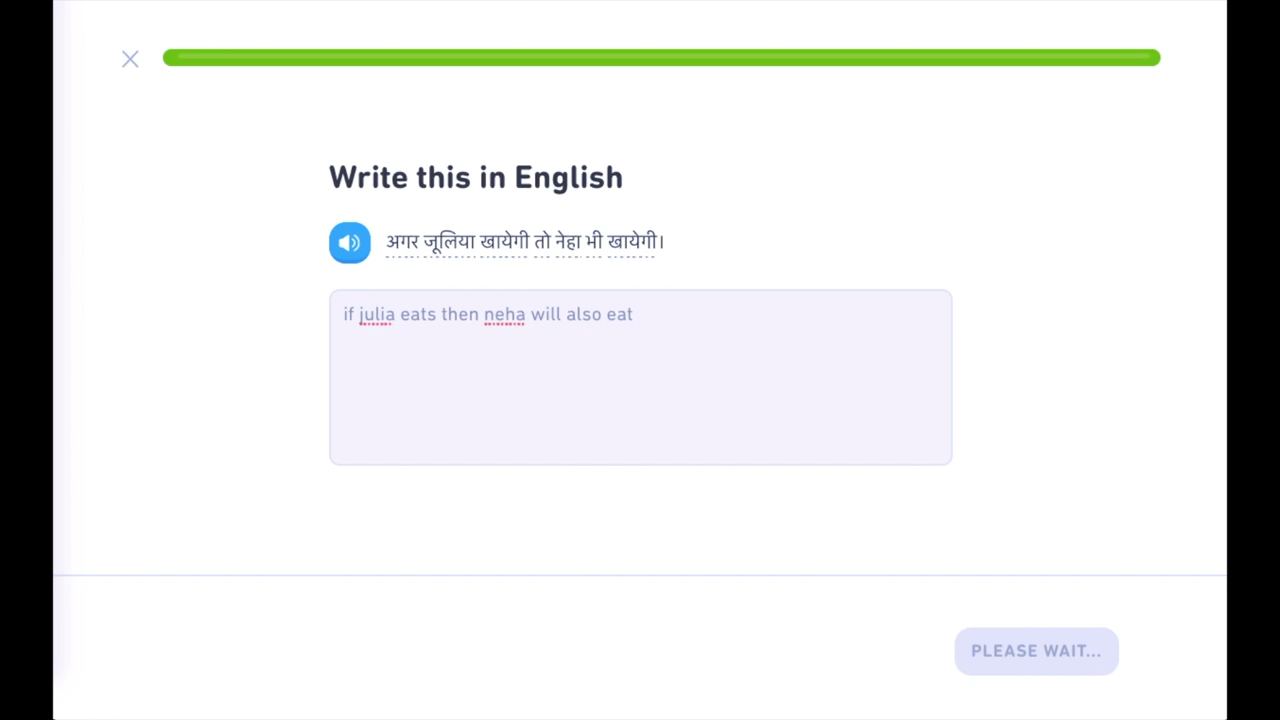 Write this in English
अगर जूलिया खायेगी तो नेहा भी खायेगी।
if julia eats then neha will also eat
PLEASE WAIT...